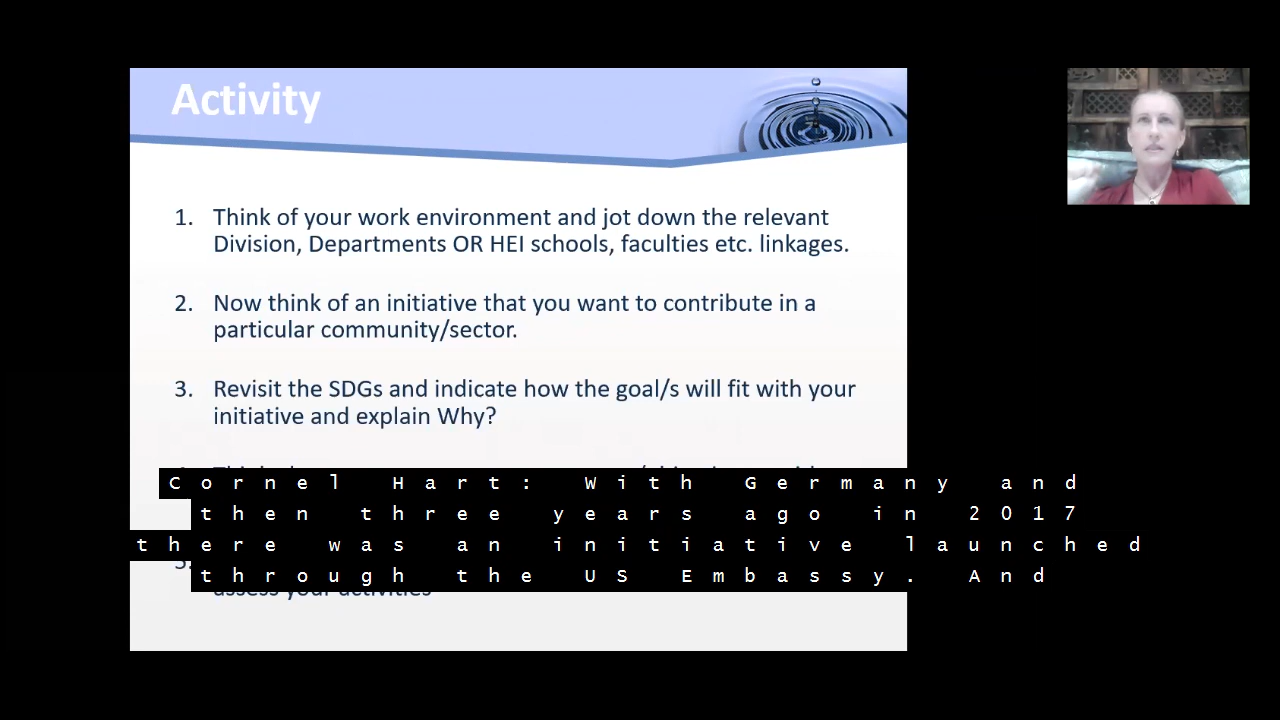 Activity
1. Think of your work environment and jot down the relevant
Division, Departments OR HEI schools, faculties etc. linkages.
2. Now think of an initiative that you want to contribute in a
particular community/sector.
3. Revisit the SDGs and indicate how the goal/s will fit with your
initiative and explain Why?
Cornel Hart: With Germany and
then three years ago in 2017
there was an initiative launched
through the US Embassy. And
assess your activities